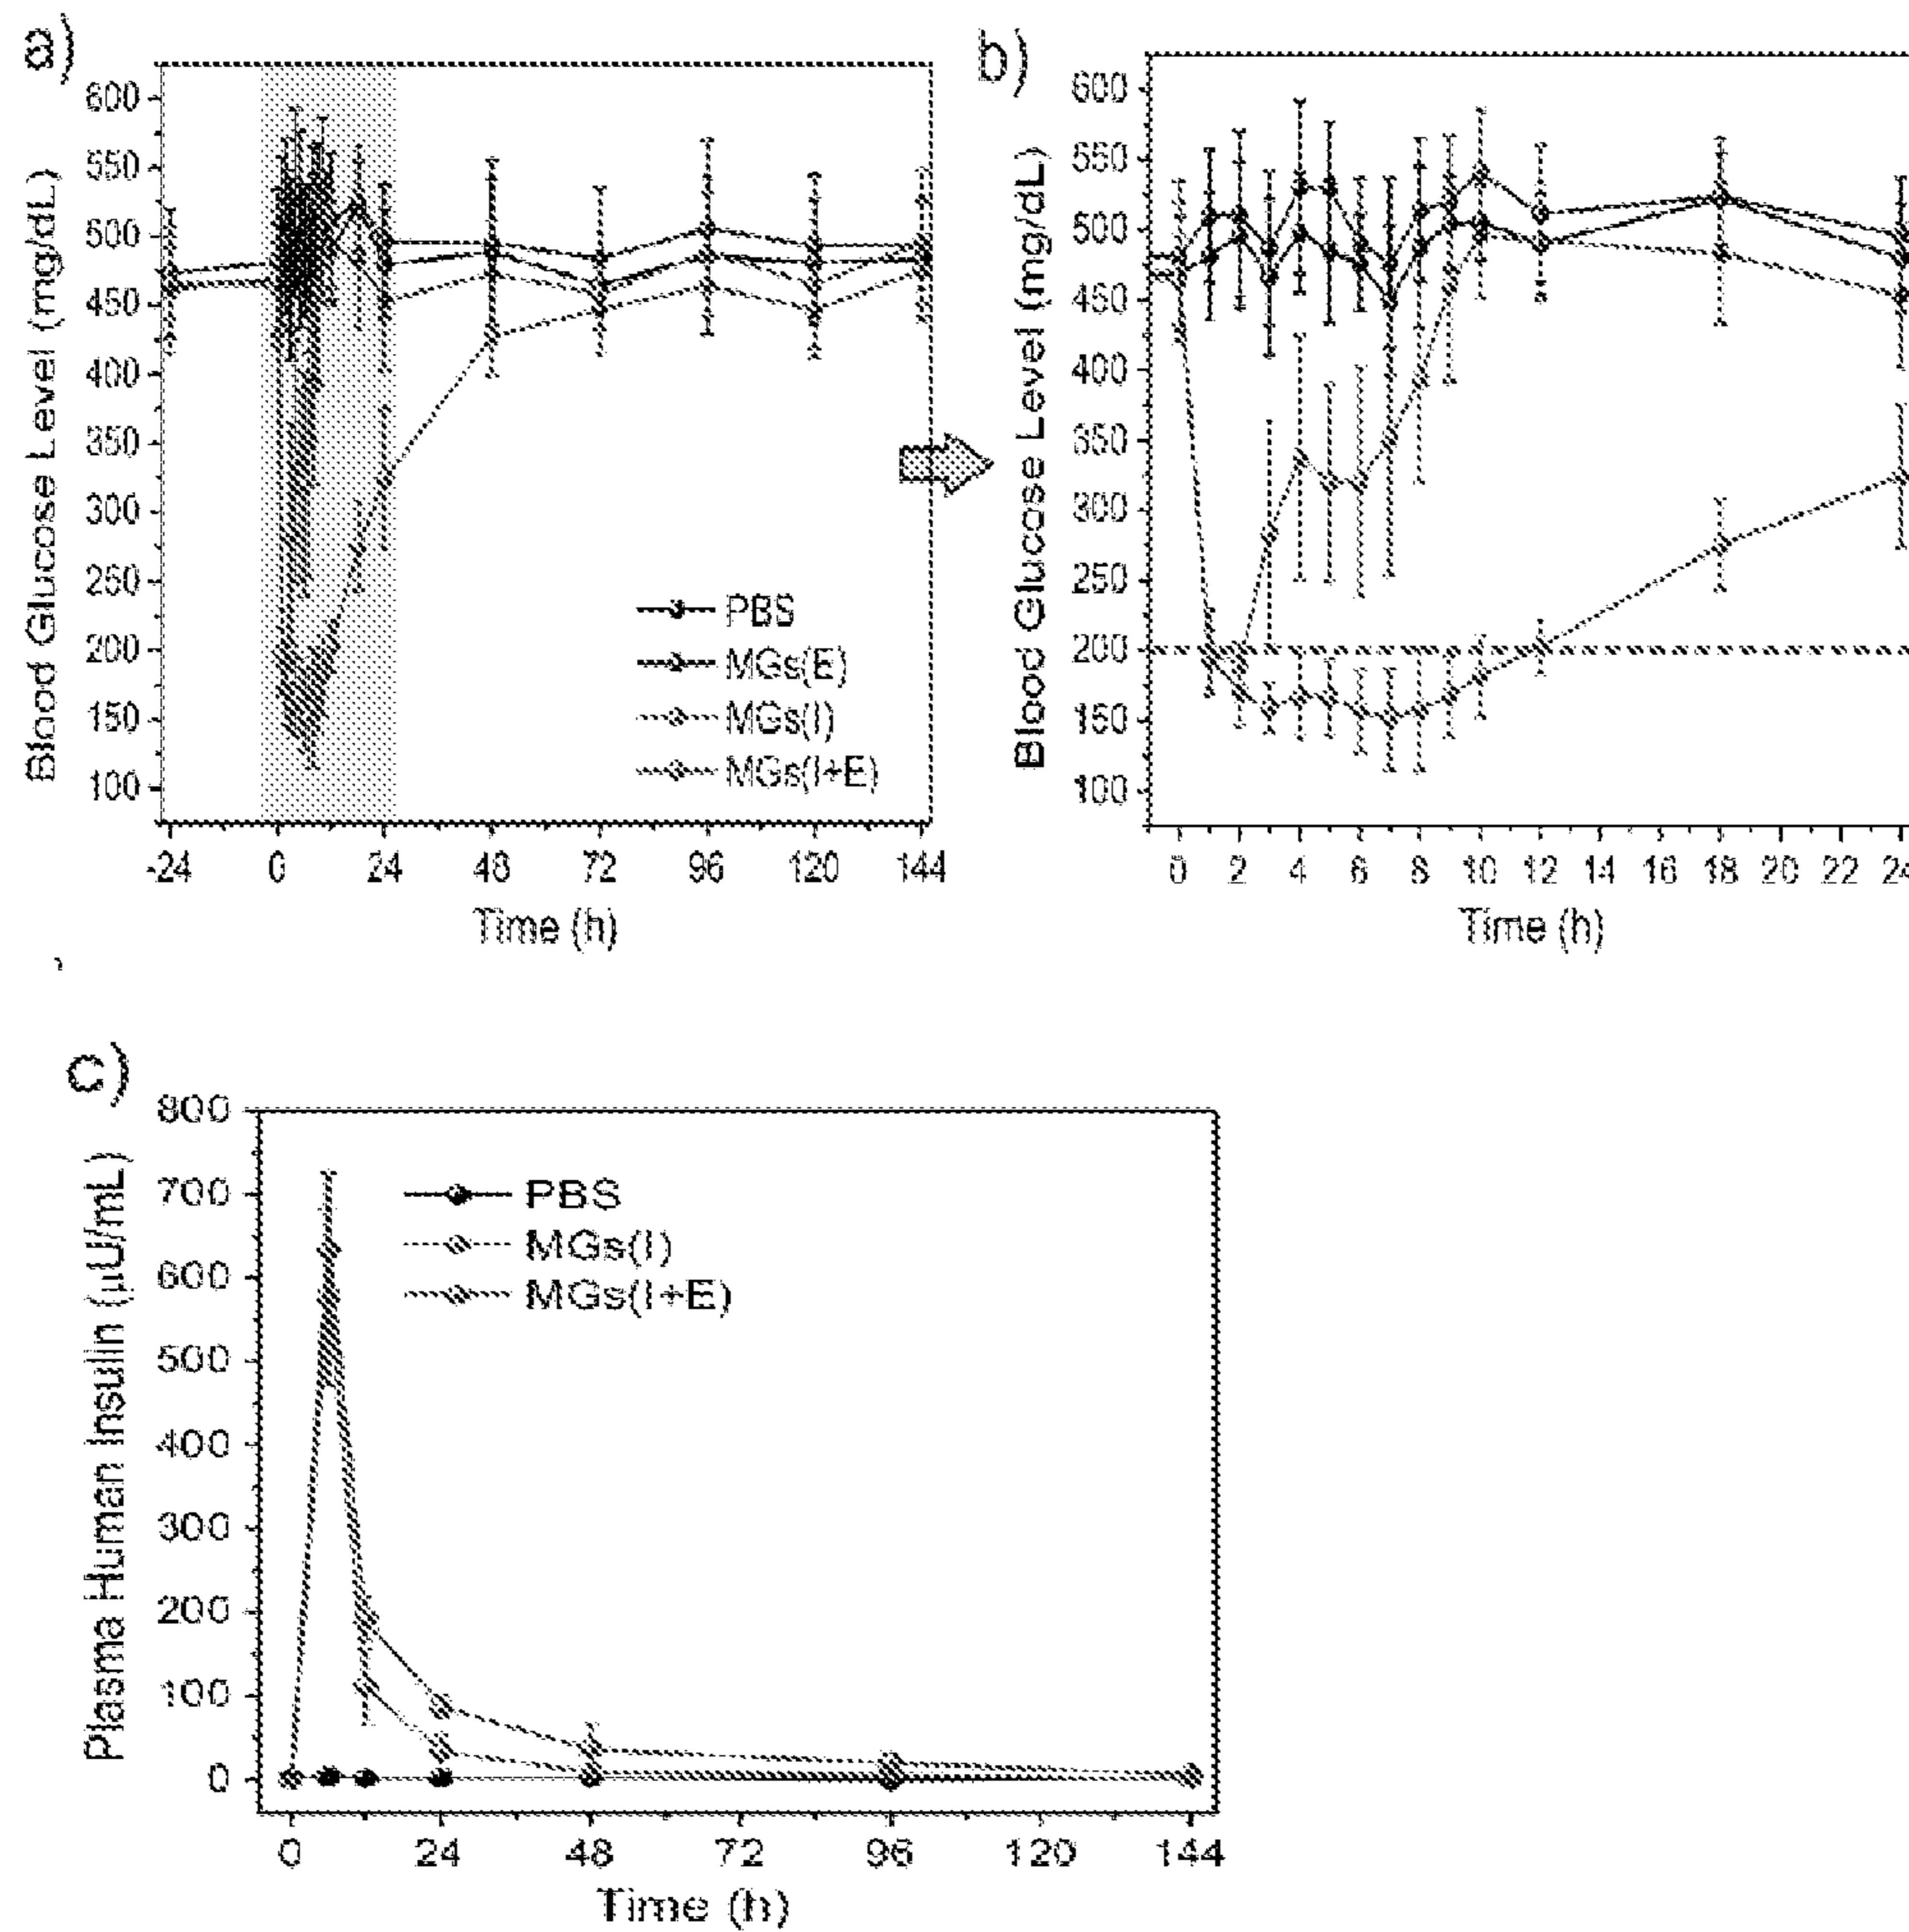 a)
Blood Glucose Level (mg/dL)
600
550
500
450
400
350
300
250
200
150
100
-24 0 24 48 72 96 120 144
Time (h)
PBS
MGs(E)
MGs(I)
MGs(I+E)
b)
Blood Glucose Level (mg/dL)
600
550
500
450
400
350
300
250
200
150
100
0 2 4 6 8 10 12 14 16 18 20 22 24
Time (h)
c)
Plasma Human Insulin (µU/mL)
800
700
600
500
400
300
200
100
0
0 24 48 72 96 120 144
Time (h)
PBS
MGs(I)
MGs(I+E)